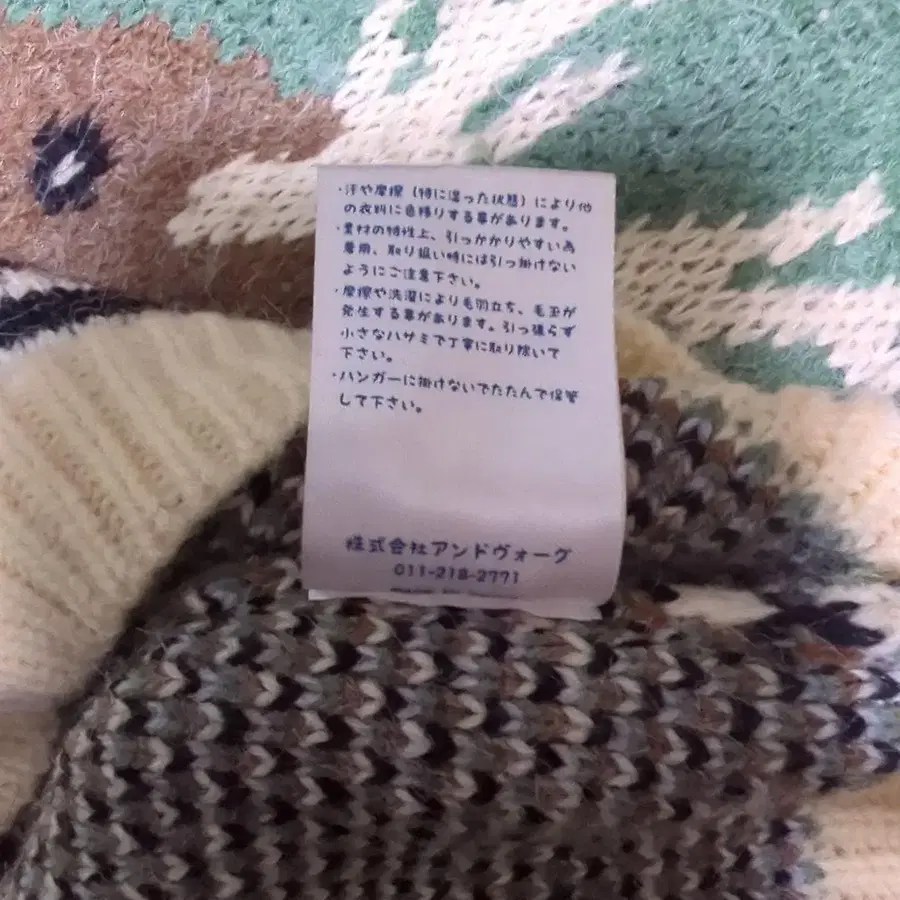 ・汗や摩擦（特に湿った状態）により他
の衣料に色移りする事があります。
・素材の特性上、引っかかりやすい為
着用、取り扱い時には引っ掛けない
ようにご注意下さい。
・摩擦や洗濯により毛羽立ち、毛玉が
発生する事があります。引っ張らず
小さなハサミで丁寧に取り除いて
下さい。
・ハンガーに掛けないでたたんで保管
して下さい。
株式会社アンドヴォーグ
011-218-2771